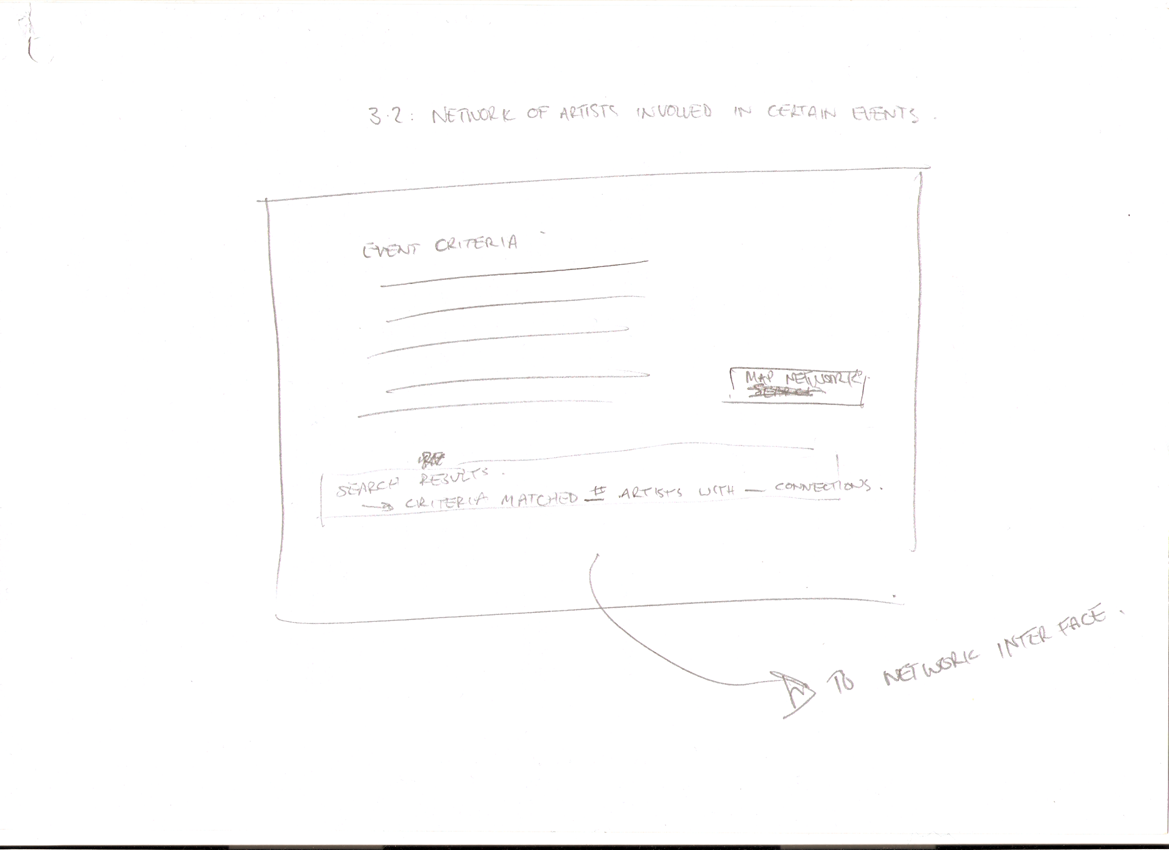 3.2: NETWORK OF ARTISTS INVOLVED IN CERTAIN EVENTS.
EVENT CRITERIA
MAP NETWORK
SEARCH
SEARCH RESULTS.
→ CRITERIA MATCHED # ARTISTS WITH — CONNECTIONS.
TO NETWORK INTERFACE.